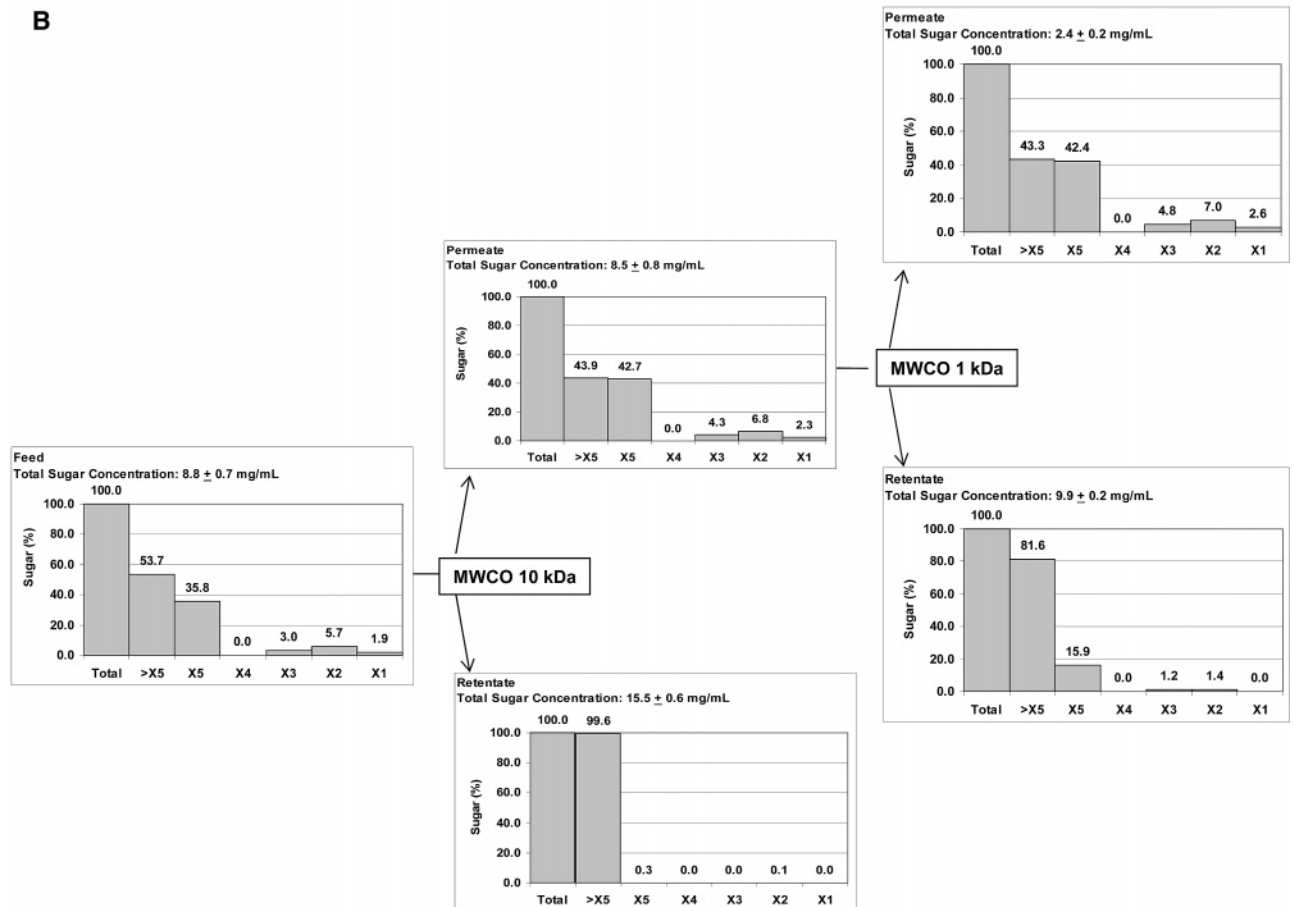 B
Permeate
Total Sugar Concentration: 2.4 ± 0.2 mg/mL
100.0
100.0
80.0
60.0
40.0
20.0
0.0
Sugar (%)
43.3
42.4
0.0
4.8
7.0
2.6
Total >X5 X5 X4 X3 X2 X1
Permeate
Total Sugar Concentration: 8.5 ± 0.8 mg/mL
100.0
100.0
80.0
60.0
40.0
20.0
0.0
Sugar (%)
43.9
42.7
0.0
4.3
6.8
2.3
Total >X5 X5 X4 X3 X2 X1
MWCO 1 kDa
Feed
Total Sugar Concentration: 8.8 ± 0.7 mg/mL
100.0
100.0
80.0
60.0
40.0
20.0
0.0
Sugar (%)
53.7
35.8
0.0
3.0
5.7
1.9
Total >X5 X5 X4 X3 X2 X1
MWCO 10 kDa
Retentate
Total Sugar Concentration: 9.9 ± 0.2 mg/mL
100.0
100.0
80.0
60.0
40.0
20.0
0.0
Sugar (%)
81.6
15.9
0.0
1.2
1.4
0.0
Total >X5 X5 X4 X3 X2 X1
Retentate
Total Sugar Concentration: 15.5 ± 0.6 mg/mL
100.0
99.6
100.0
80.0
60.0
40.0
20.0
0.0
Sugar (%)
0.3
0.0
0.0
0.1
0.0
Total >X5 X5 X4 X3 X2 X1